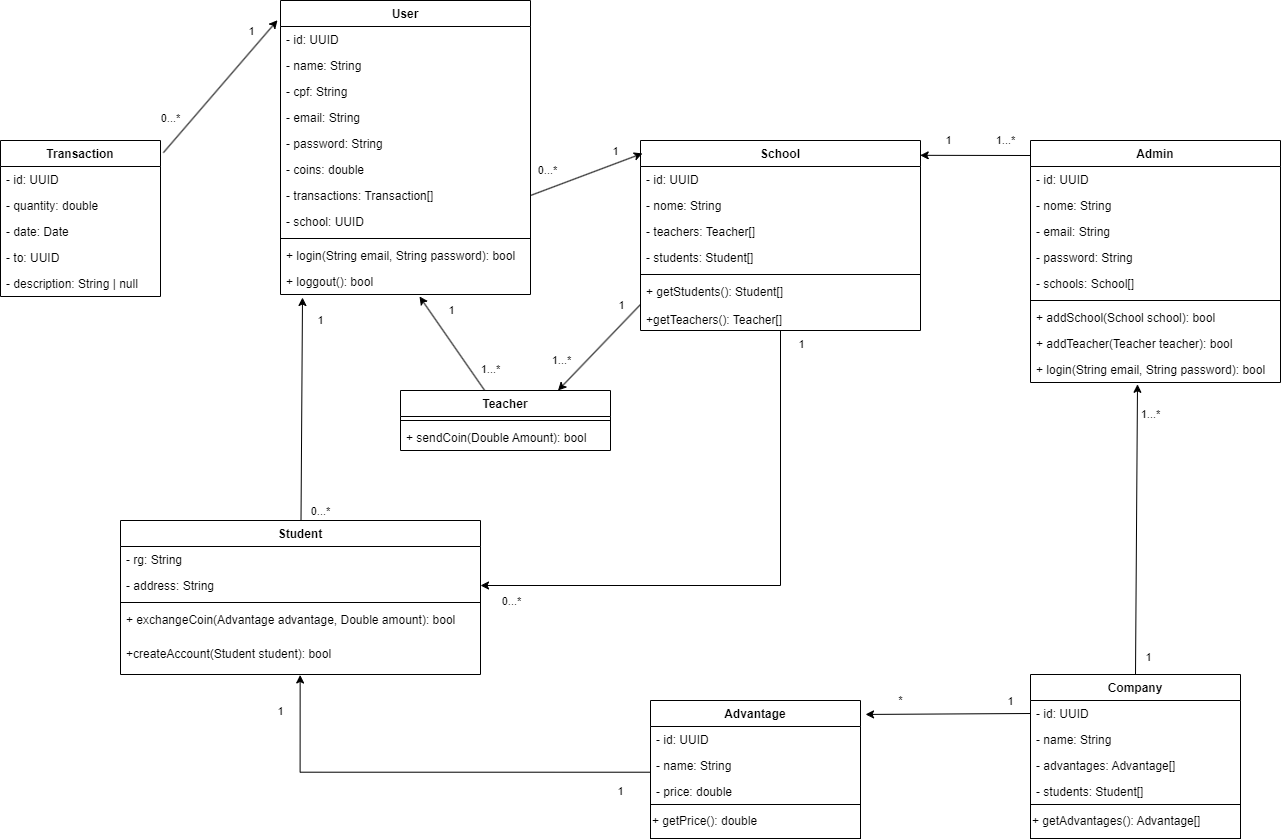 User
- id: UUID
- name: String
- cpf: String
- email: String
- password: String
- coins: double
- transactions: Transaction[]
- school: UUID
+ login(String email, String password): bool
+ loggout(): bool
1
0...*
Transaction
- id: UUID
- quantity: double
- date: Date
- to: UUID
- description: String | null
0...*
1
School
- id: UUID
- nome: String
- teachers: Teacher[]
- students: Student[]
+ getStudents(): Student[]
+getTeachers(): Teacher[]
1
1...*
Admin
- id: UUID
- nome: String
- email: String
- password: String
- schools: School[]
+ addSchool(School school): bool
+ addTeacher(Teacher teacher): bool
+ login(String email, String password): bool
1
1
1...*
1
1...*
1
Teacher
+ sendCoin(Double Amount): bool
1...*
0...*
Student
- rg: String
- address: String
+ exchangeCoin(Advantage advantage, Double amount): bool
+createAccount(Student student): bool
0...*
1
1
1
*
1
Advantage
- id: UUID
- name: String
- price: double
+ getPrice(): double
Company
- id: UUID
- name: String
- advantages: Advantage[]
- students: Student[]
+ getAdvantages(): Advantage[]